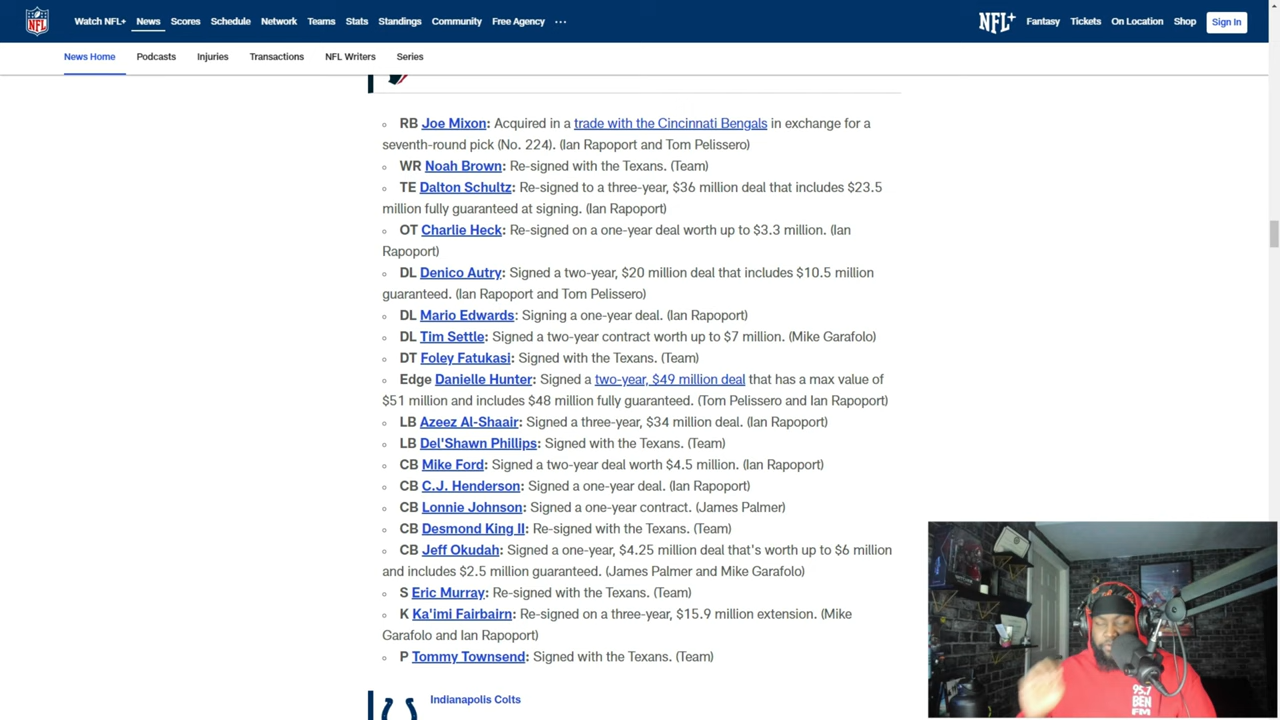 Watch NFL+ News Scores Schedule Network Teams Stats Standings Community Free Agency ··· NFL+ Fantasy Tickets On Location Shop Sign In
News Home Podcasts Injuries Transactions NFL Writers Series
RB Joe Mixon: Acquired in a trade with the Cincinnati Bengals in exchange for a
seventh-round pick (No. 224). (Ian Rapoport and Tom Pelissero)
WR Noah Brown: Re-signed with the Texans. (Team)
TE Dalton Schultz: Re-signed to a three-year, $36 million deal that includes $23.5
million fully guaranteed at signing. (Ian Rapoport)
OT Charlie Heck: Re-signed on a one-year deal worth up to $3.3 million. (Ian
Rapoport)
DL Denico Autry: Signed a two-year, $20 million deal that includes $10.5 million
guaranteed. (Ian Rapoport and Tom Pelissero)
DL Mario Edwards: Signing a one-year deal. (Ian Rapoport)
DL Tim Settle: Signed a two-year contract worth up to $7 million. (Mike Garafolo)
DT Foley Fatukasi: Signed with the Texans. (Team)
Edge Danielle Hunter: Signed a two-year, $49 million deal that has a max value of
$51 million and includes $48 million fully guaranteed. (Tom Pelissero and Ian Rapoport)
LB Azeez Al-Shaair: Signed a three-year, $34 million deal. (Ian Rapoport)
LB Del'Shawn Phillips: Signed with the Texans. (Team)
CB Mike Ford: Signed a two-year deal worth $4.5 million. (Ian Rapoport)
CB C.J. Henderson: Signed a one-year deal. (Ian Rapoport)
CB Lonnie Johnson: Signed a one-year contract. (James Palmer)
CB Desmond King II: Re-signed with the Texans. (Team)
CB Jeff Okudah: Signed a one-year, $4.25 million deal that's worth up to $6 million
and includes $2.5 million guaranteed. (James Palmer and Mike Garafolo)
S Eric Murray: Re-signed with the Texans. (Team)
K Ka'imi Fairbairn: Re-signed on a three-year, $15.9 million extension. (Mike
Garafolo and Ian Rapoport)
P Tommy Townsend: Signed with the Texans. (Team)
Indianapolis Colts
95.7
BEN
FM